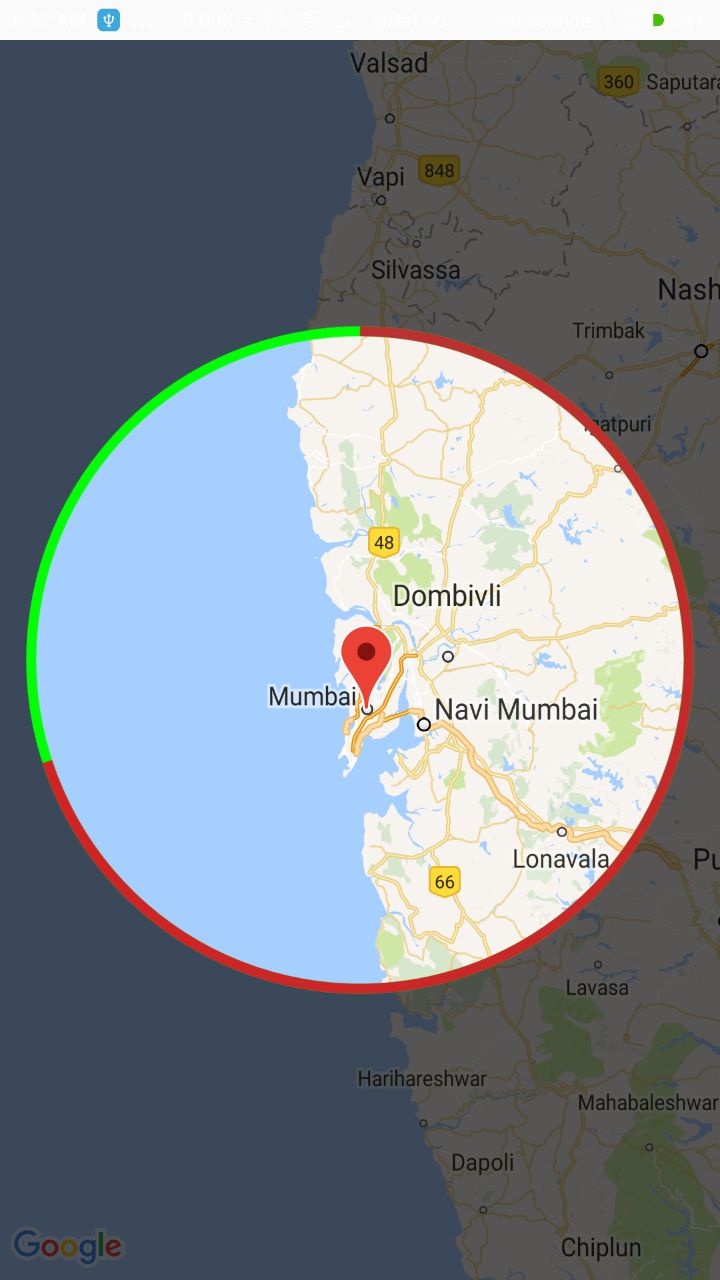 6:52 AM ... 0.00K/s airtel 4G No service 24%
Valsad
360 Saputara
848
Vapi
Silvassa
Nash
Trimbak
Igatpuri
48
Dombivli
Mumbai
Navi Mumbai
Lonavala
Pu
66
Lavasa
Harihareshwar
Mahabaleshwar
Dapoli
Chiplun
Google